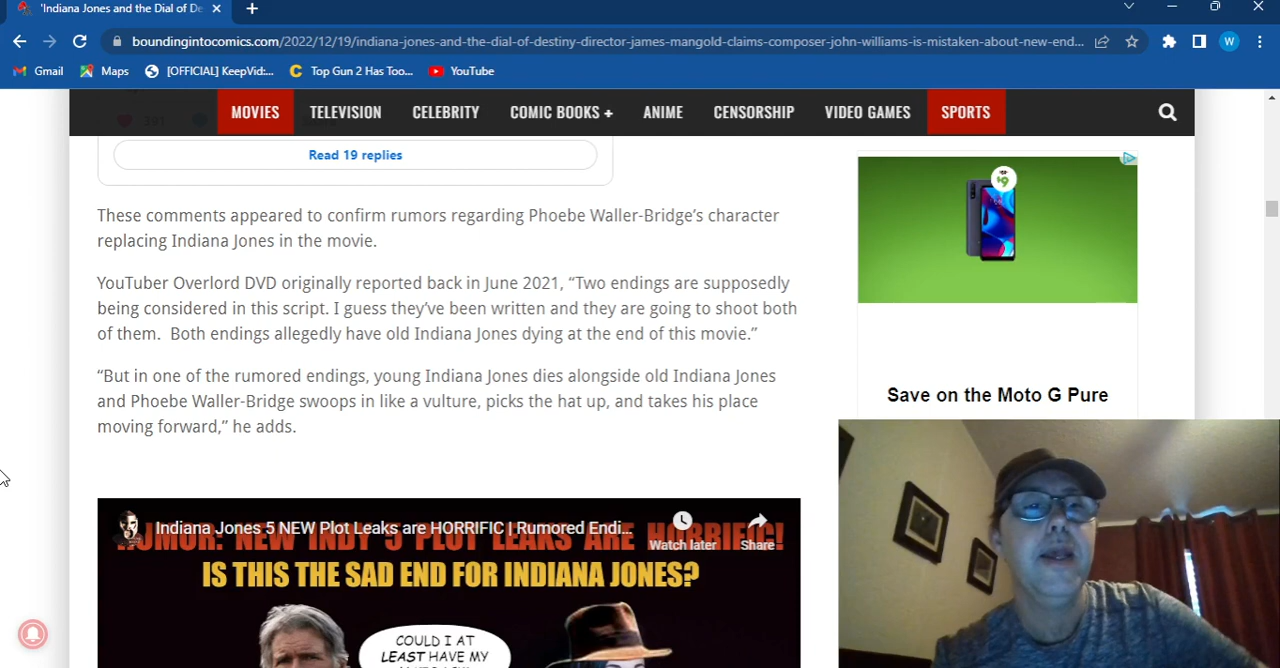 'Indiana Jones and the Dial of De
boundingintocomics.com/2022/12/19/indiana-jones-and-the-dial-of-destiny-director-james-mangold-claims-composer-john-williams-is-mistaken-about-new-end...
W
Gmail
Maps
[OFFICIAL] KeepVid:...
Top Gun 2 Has Too...
YouTube
MOVIES
TELEVISION
CELEBRITY
COMIC BOOKS +
ANIME
CENSORSHIP
VIDEO GAMES
SPORTS
Read 19 replies
These comments appeared to confirm rumors regarding Phoebe Waller-Bridge’s character
replacing Indiana Jones in the movie.
YouTuber Overlord DVD originally reported back in June 2021, “Two endings are supposedly
being considered in this script. I guess they’ve been written and they are going to shoot both
of them. Both endings allegedly have old Indiana Jones dying at the end of this movie.”
“But in one of the rumored endings, young Indiana Jones dies alongside old Indiana Jones
and Phoebe Waller-Bridge swoops in like a vulture, picks the hat up, and takes his place
moving forward,” he adds.
Save on the Moto G Pure
Indiana Jones 5 NEW Plot Leaks are HORRIFIC | Rumored Endi...
Watch later
Share
RUMOR: NEW INDY 5 PLOT LEAKS ARE HORRIFIC!
IS THIS THE SAD END FOR INDIANA JONES?
COULD I AT
LEAST HAVE MY